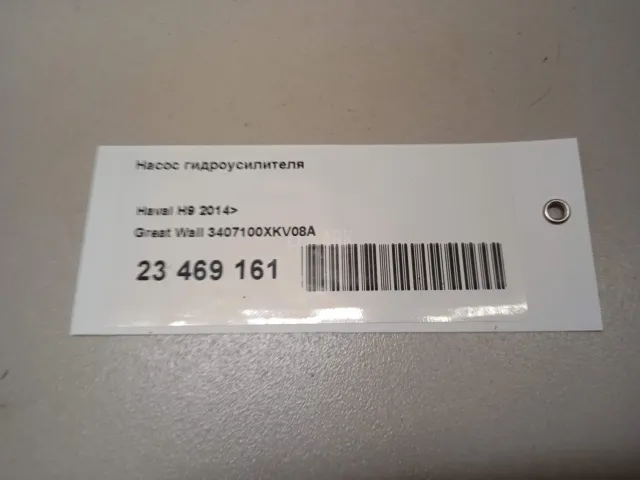 Насос гидроусилителя
Haval H9 2014>
Great Wall 3407100XKV08A
23 469 161